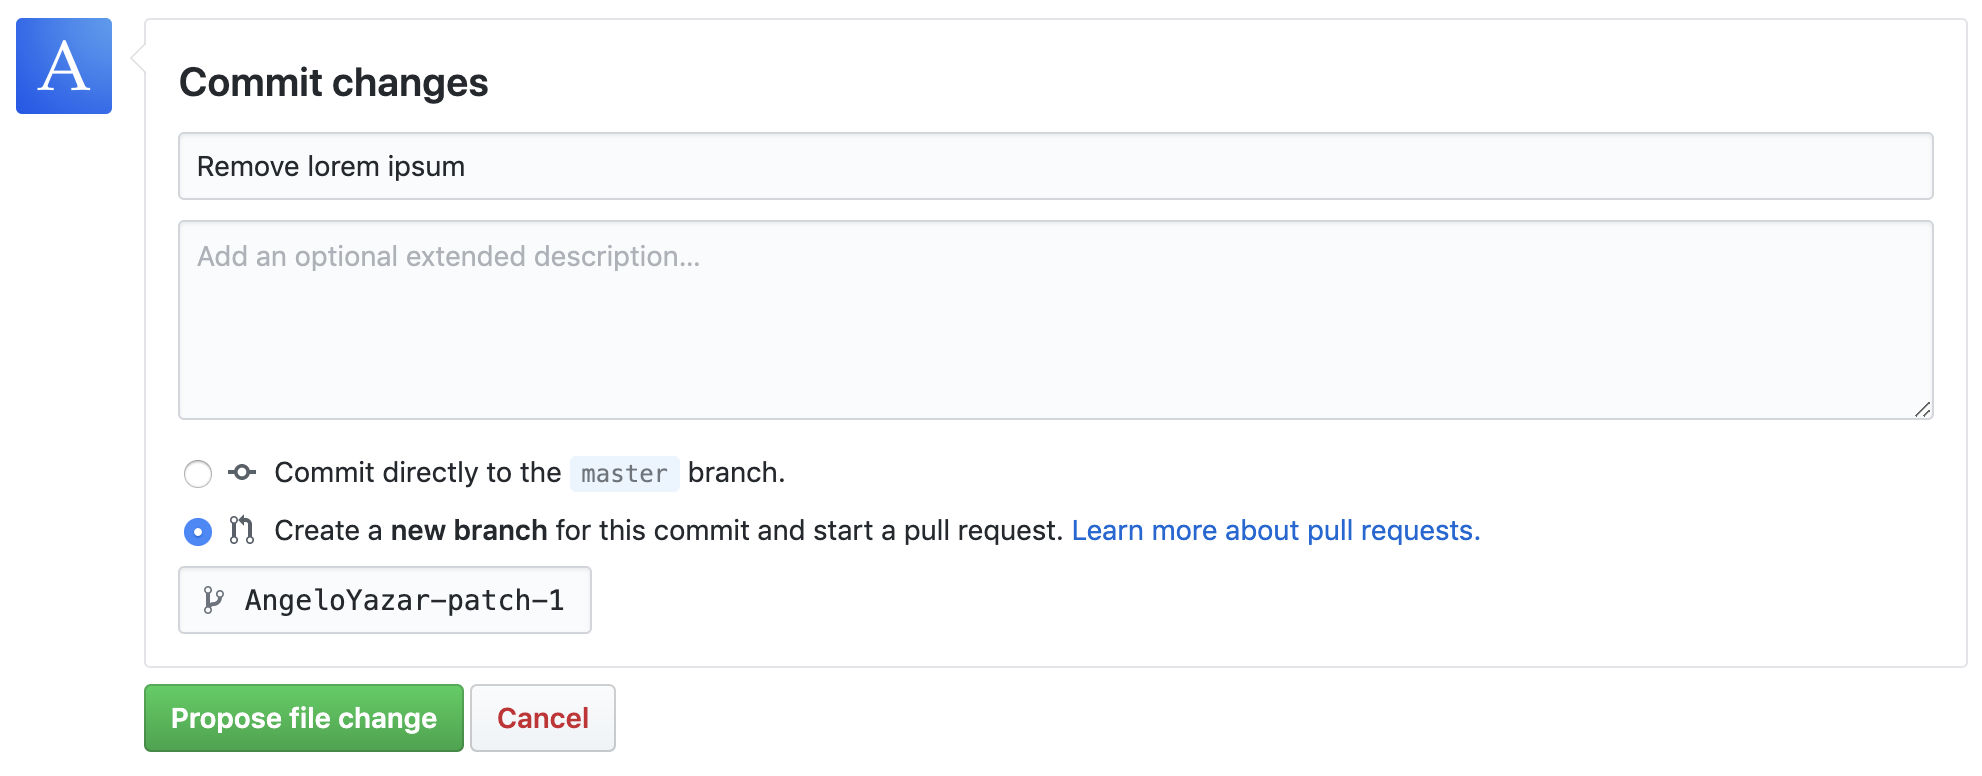 A
Commit changes
Remove lorem ipsum
Add an optional extended description...
Commit directly to the master branch.
Create a new branch for this commit and start a pull request. Learn more about pull requests.
AngeloYazar-patch-1
Propose file change Cancel